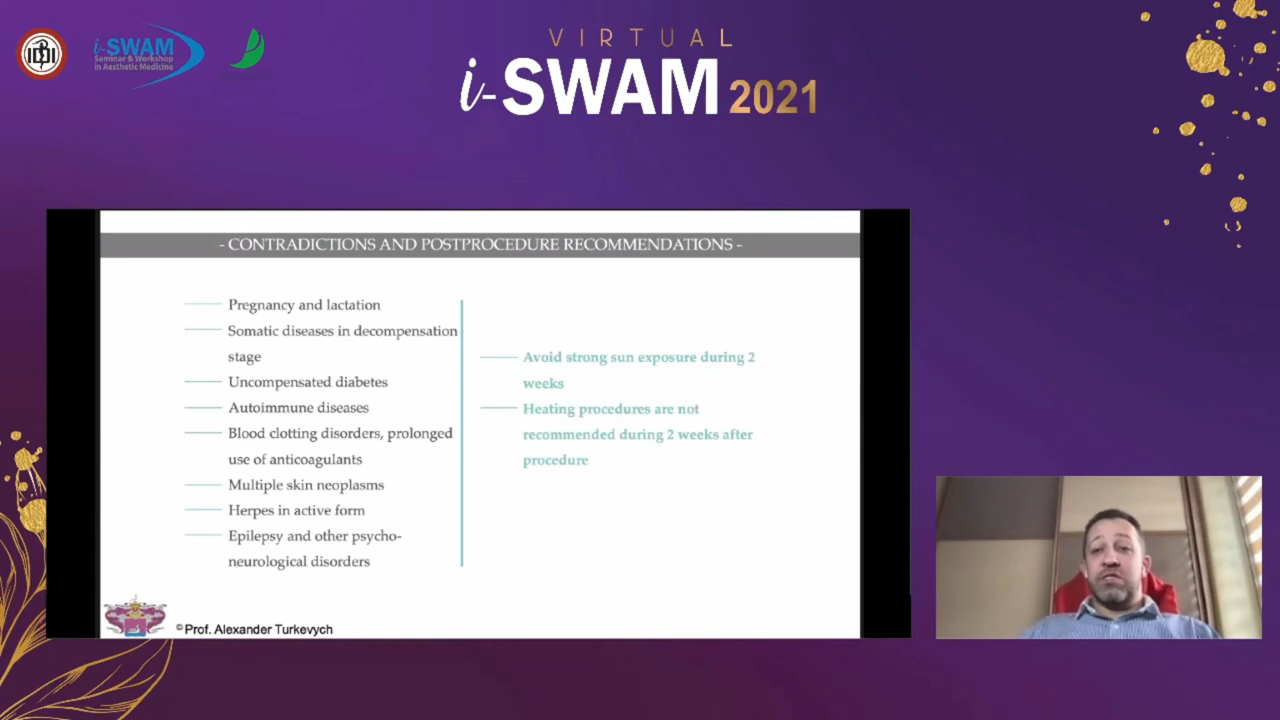 i-SWAM
Seminar & Workshop
in Aesthetic Medicine
VIRTUAL
i-SWAM 2021
- CONTRADICTIONS AND POSTPROCEDURE RECOMMENDATIONS -
Pregnancy and lactation
Somatic diseases in decompensation
stage
Uncompensated diabetes
Autoimmune diseases
Blood clotting disorders, prolonged
use of anticoagulants
Multiple skin neoplasms
Herpes in active form
Epilepsy and other psycho-
neurological disorders
Avoid strong sun exposure during 2
weeks
Heating procedures are not
recommended during 2 weeks after
procedure
© Prof. Alexander Turkevych